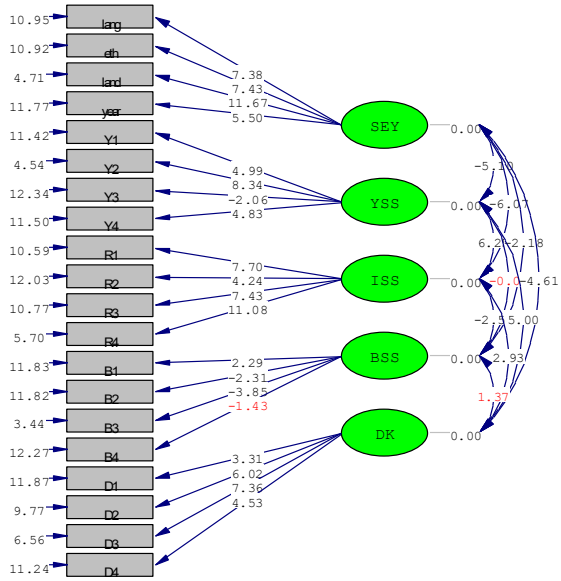 10.95 lang
10.92 eth
4.71 land
11.77 year
11.42 Y1
4.54 Y2
12.34 Y3
11.50 Y4
10.59 R1
12.03 R2
10.77 R3
5.70 R4
11.83 B1
11.82 B2
3.44 B3
12.27 B4
11.87 D1
9.77 D2
6.56 D3
11.24 D4
7.38
7.43
11.67
5.50
4.99
8.34
-2.06
4.83
7.70
4.24
7.43
11.08
2.29
-2.31
-3.85
-1.43
3.31
6.02
7.36
4.53
SEY 0.00
YSS 0.00
ISS 0.00
BSS 0.00
DK 0.00
-5.10
-6.07
-2.18
-4.61
5.00
2.93
1.37